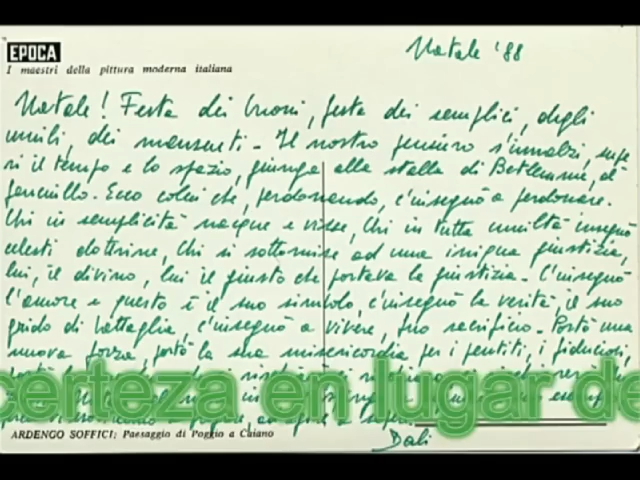 EPOCA
I maestri della pittura moderna italiana
Natale '88
Natale! Festa dei buoni, festa dei semplici, degli
umili, dei mansueti - Il nostro pensiero s'innalzi, supe
ri il tempo e lo spazio, giunga alla stalla di Betlemme, al
fanciullo. Ecco colui che, perdonando, c'insegnò a perdonare.
Chi in semplicità nacque e visse, Chi in tutta umiltà insegnò
celesti dottrine, Chi si sottomise ad una iniqua giustizia,
lui, il divino, lui il giusto che portava la giustizia. C'insegnò
l'amore e questo è il suo simbolo, c'insegnò la verità, il suo
grido di battaglia, c'insegnò a vivere, suo sacrificio. Portò una
nuova forza, portò la sua misericordia per i pentiti, i fiduciosi,
certeza en lugar de
ARDENGO SOFFICI: Paesaggio di Poggio a Caiano